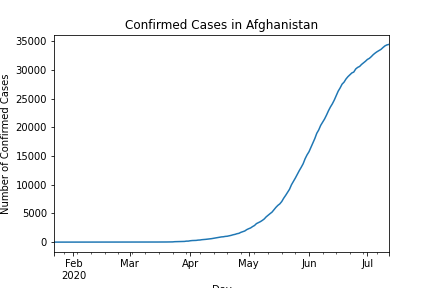 Confirmed Cases in Afghanistan
Number of Confirmed Cases
35000
30000
25000
20000
15000
10000
5000
0
Feb Mar Apr May Jun Jul
2020
Day